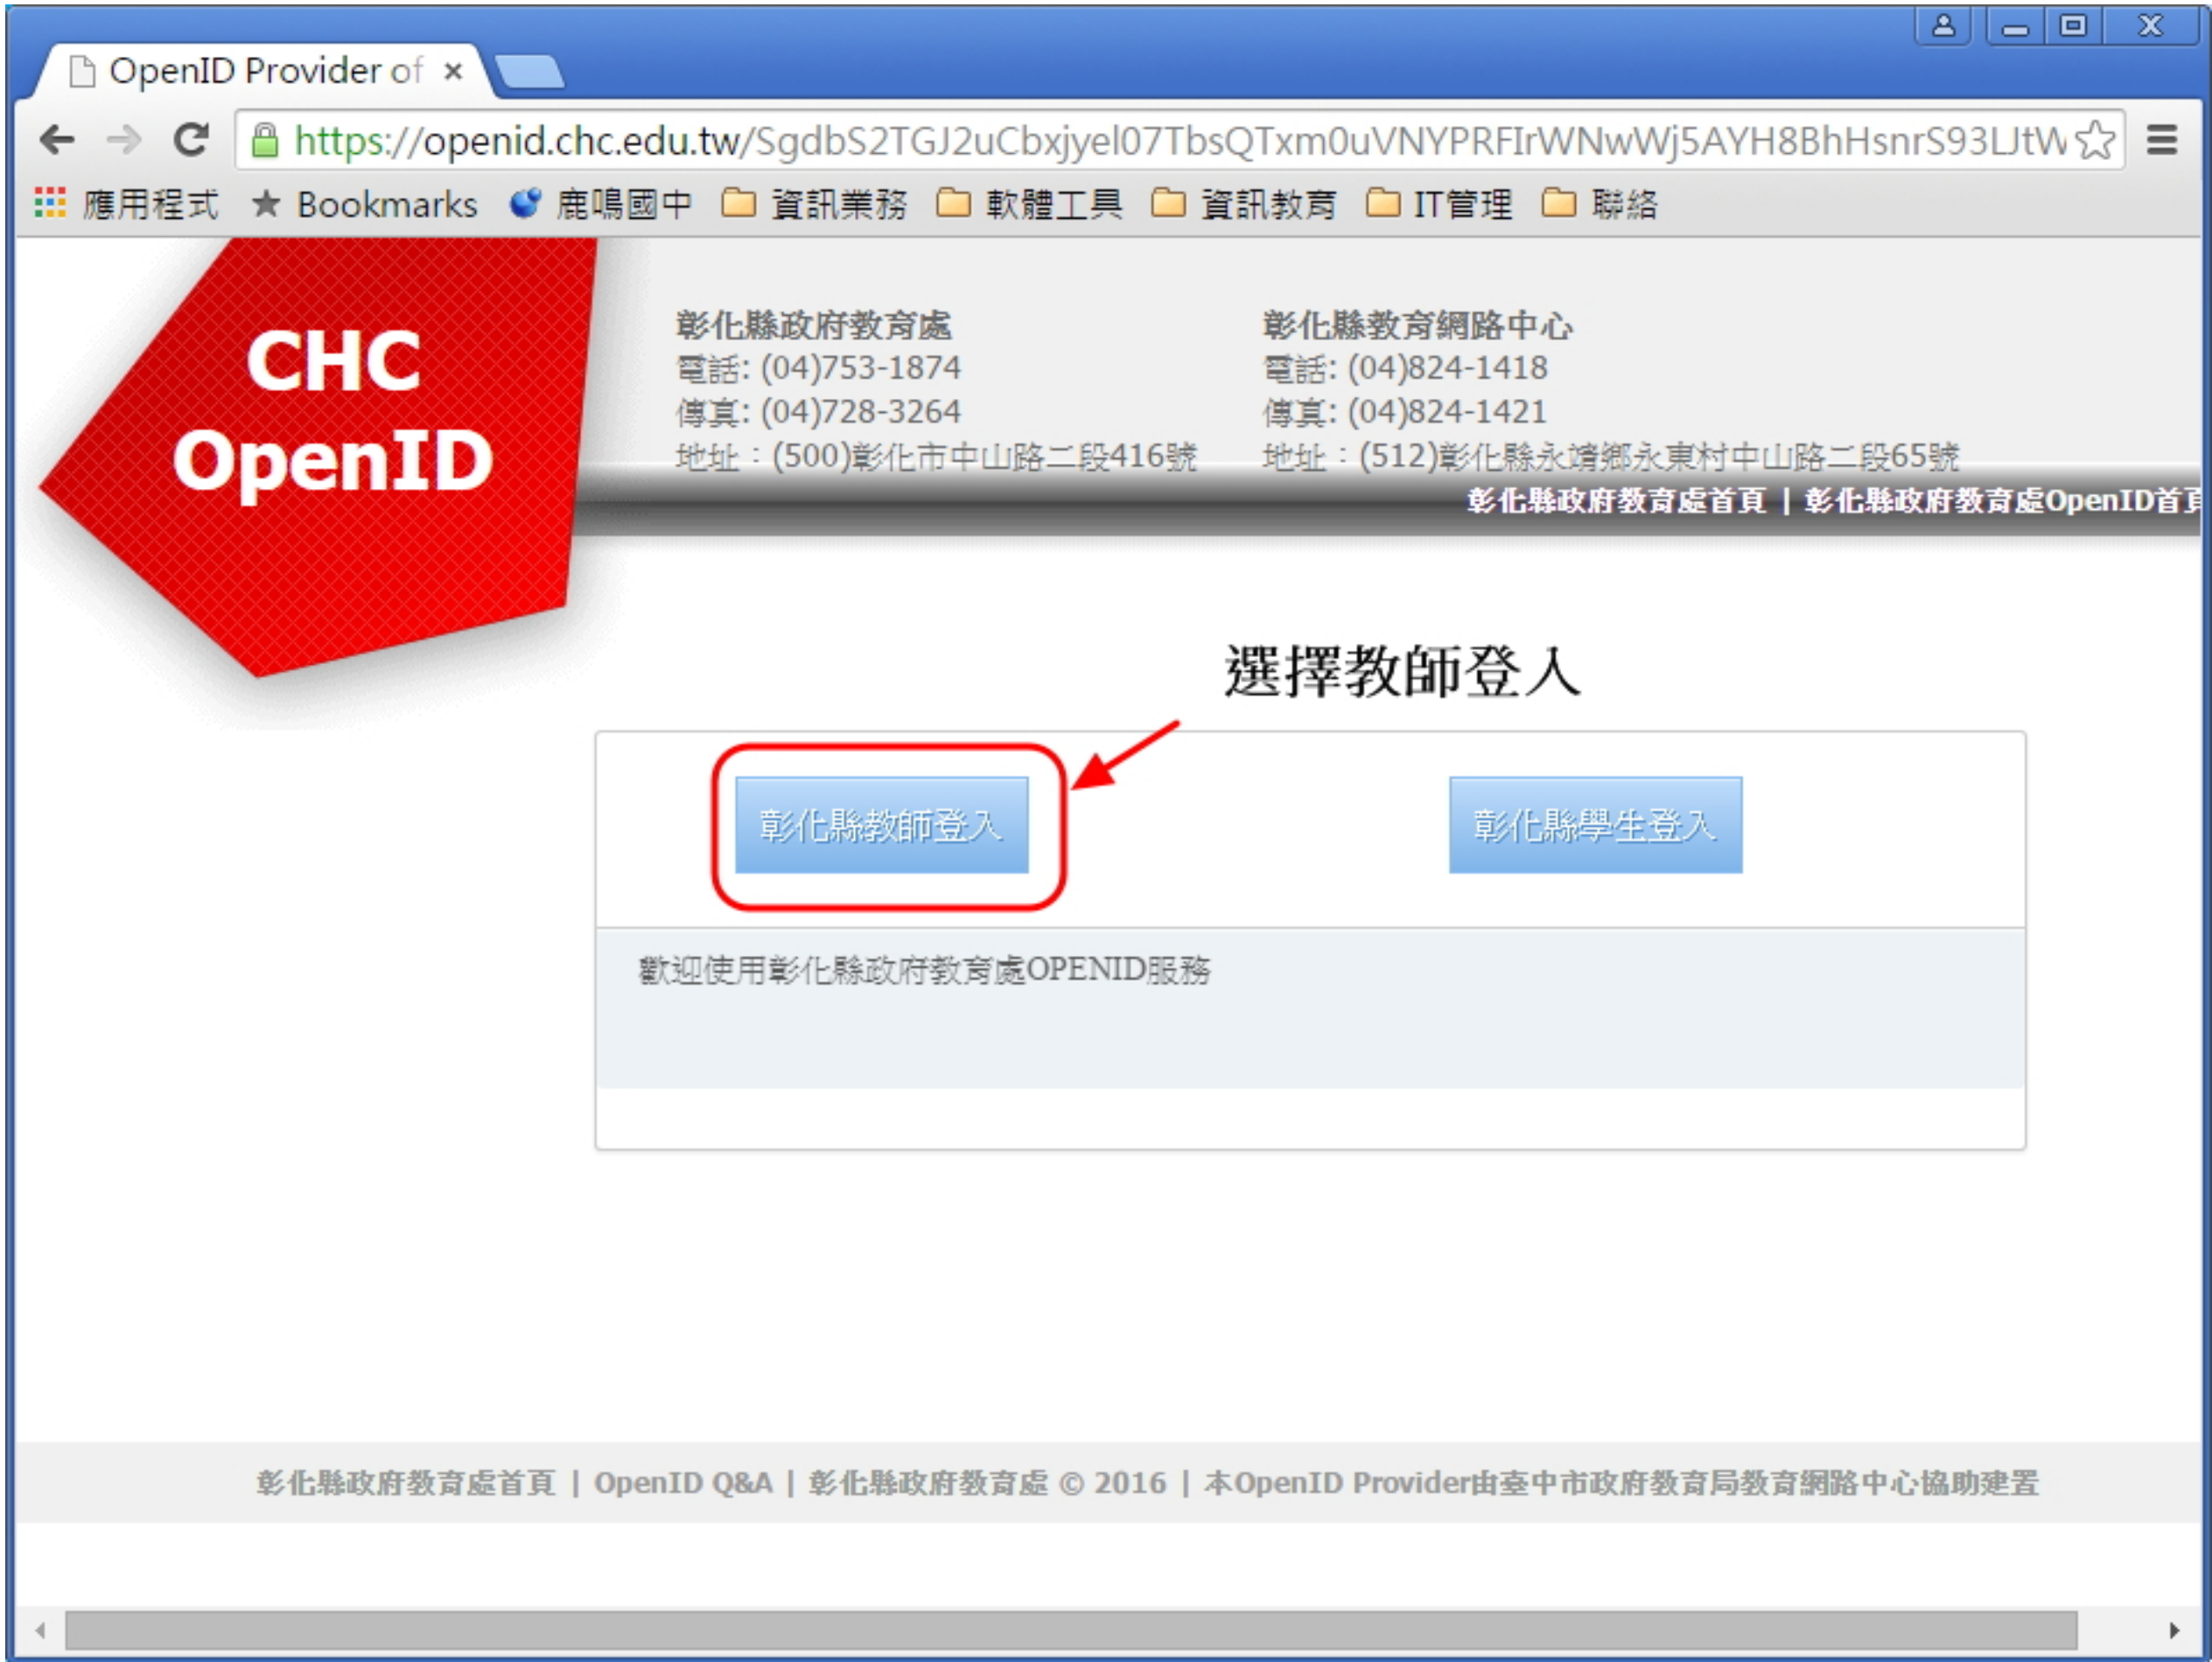 OpenID Provider of
https://openid.chc.edu.tw/SgdbS2TGJ2uCbxjyel07TbsQTxm0uVNYPRFIrWNwWj5AYH8BhHsnrS93LJtW
應用程式 Bookmarks 鹿鳴國中 資訊業務 軟體工具 資訊教育 IT管理 聯絡
CHC
OpenID
彰化縣政府教育處
電話: (04)753-1874
傳真: (04)728-3264
地址：(500)彰化市中山路二段416號
彰化縣教育網路中心
電話: (04)824-1418
傳真: (04)824-1421
地址：(512)彰化縣永靖鄉永東村中山路二段65號
彰化縣政府教育處首頁 | 彰化縣政府教育處OpenID首頁
選擇教師登入
彰化縣教師登入 彰化縣學生登入
歡迎使用彰化縣政府教育處OPENID服務
彰化縣政府教育處首頁 | OpenID Q&A | 彰化縣政府教育處 © 2016 | 本OpenID Provider由臺中市政府教育局教育網路中心協助建置